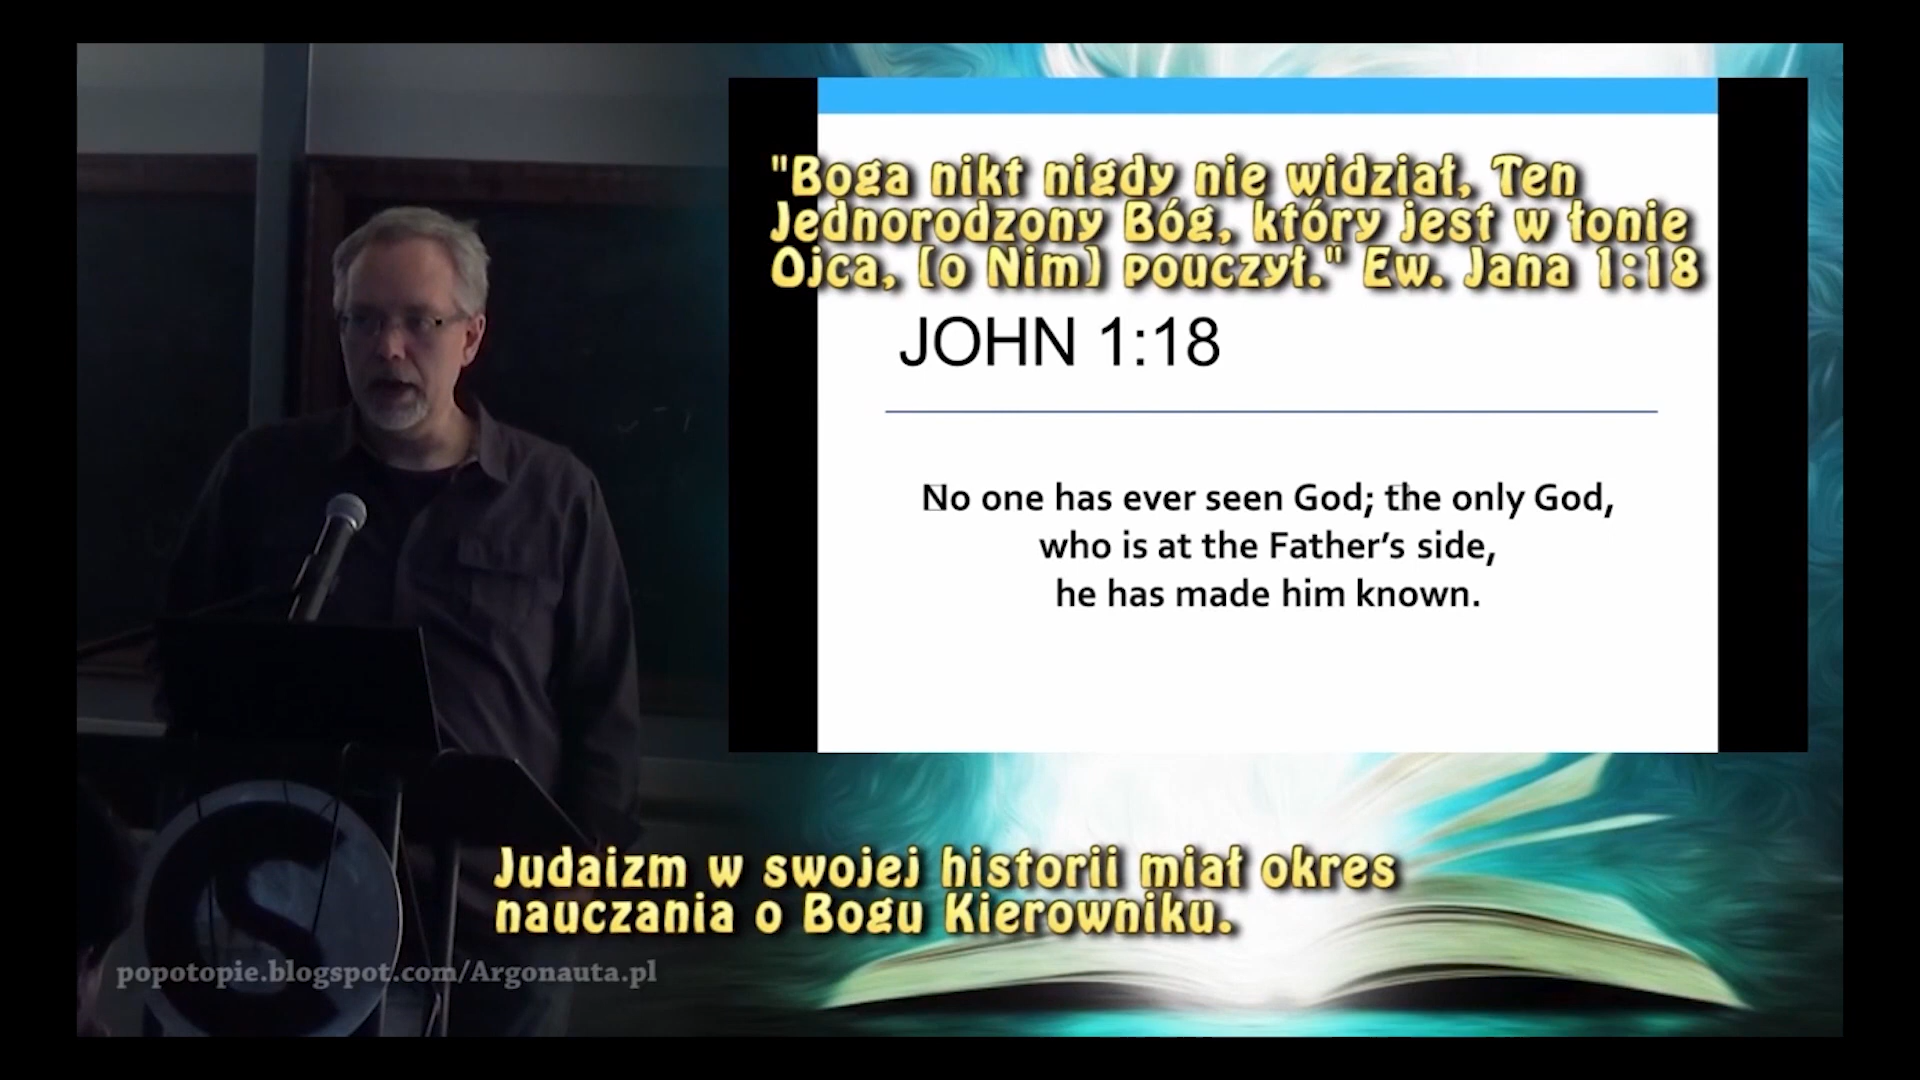 "Boga nikt nigdy nie widział, Ten
Jednorodzony Bóg, który jest w łonie
Ojca, (o Nim) pouczył." Ew. Jana 1:18
JOHN 1:18
No one has ever seen God; the only God,
who is at the Father's side,
he has made him known.
Judaizm w swojej historii miał okres
nauczania o Bogu Kierowniku.
popotopie.blogspot.com/Argonauta.pl
S